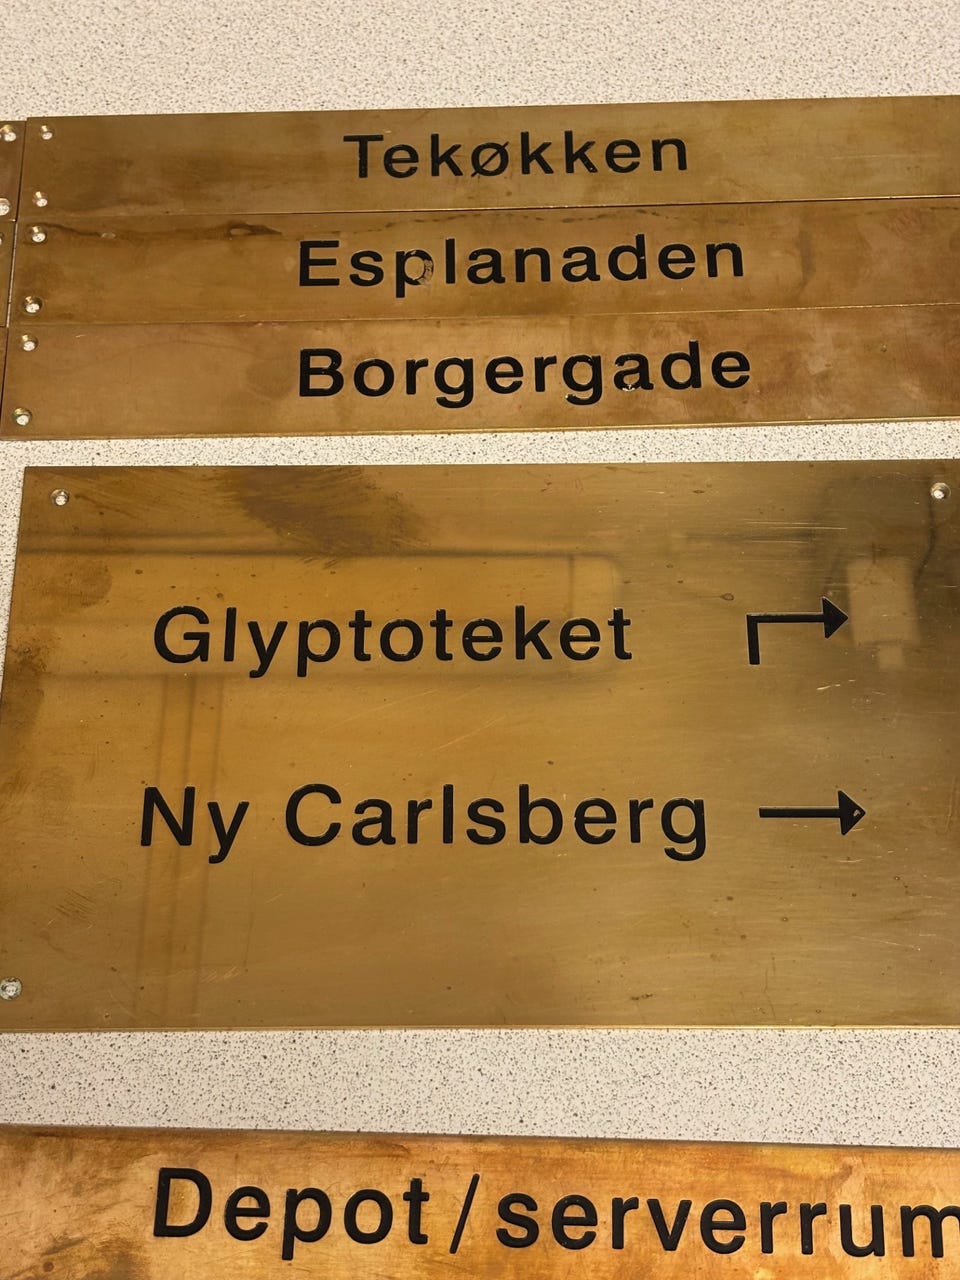 Tekøkken
Esplanaden
Borgergade
Glyptoteket
Ny Carlsberg
Depot / serverrum